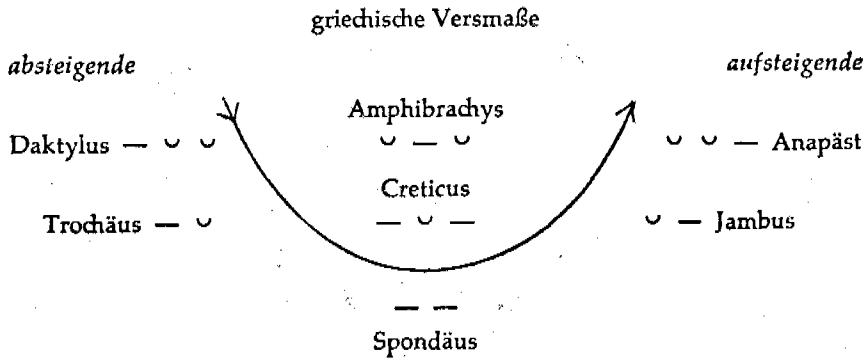 griechische Versmaße
absteigende
aufsteigende
Amphibrachys
Daktylus — ᴗ ᴗ
ᴗ — ᴗ
ᴗ ᴗ — Anapäst
Creticus
Trochäus — ᴗ
— ᴗ —
ᴗ — Jambus
— —
Spondäus